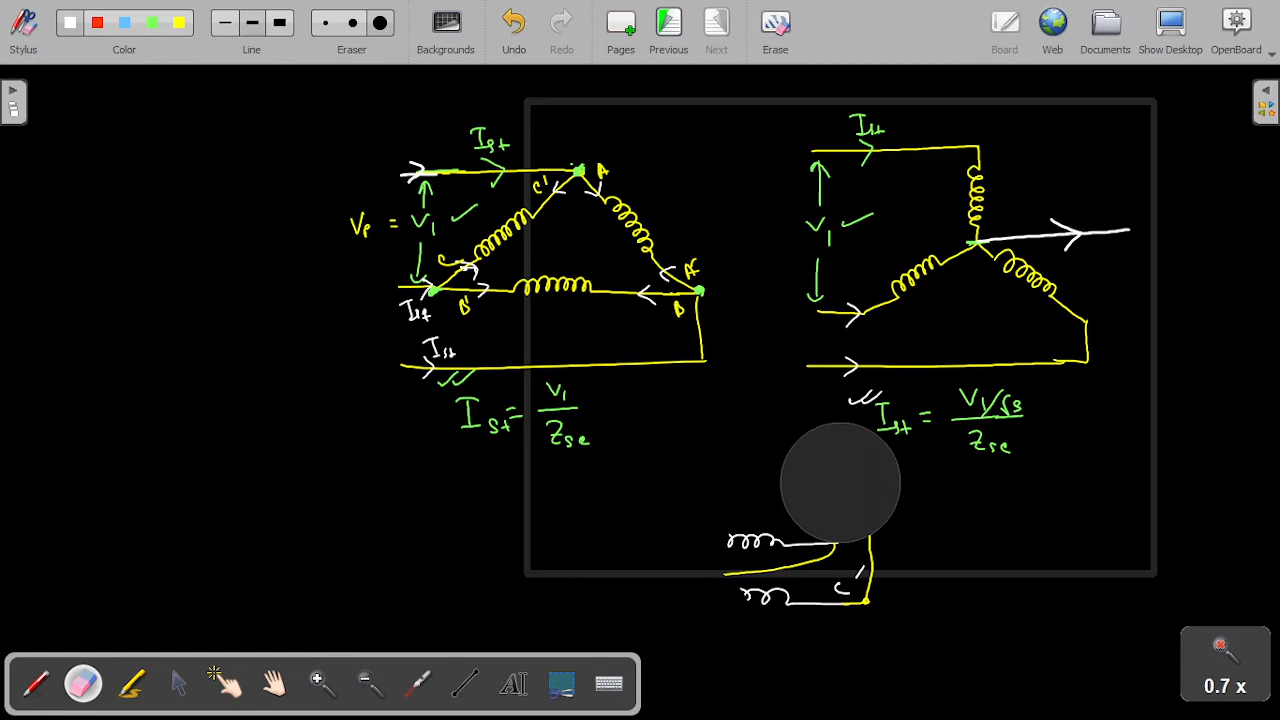 Stylus
Color
Line
Eraser
Backgrounds
Undo
Redo
Pages
Previous
Next
Erase
Board
Web
Documents
Show Desktop
OpenBoard
Ist
A
C'
Vp = V1
C
A'
Ist
B'
B
Ist
Ist = V1/Zse
Ist
V1
Ist = V1/√3/Zse
C'
0.7 x